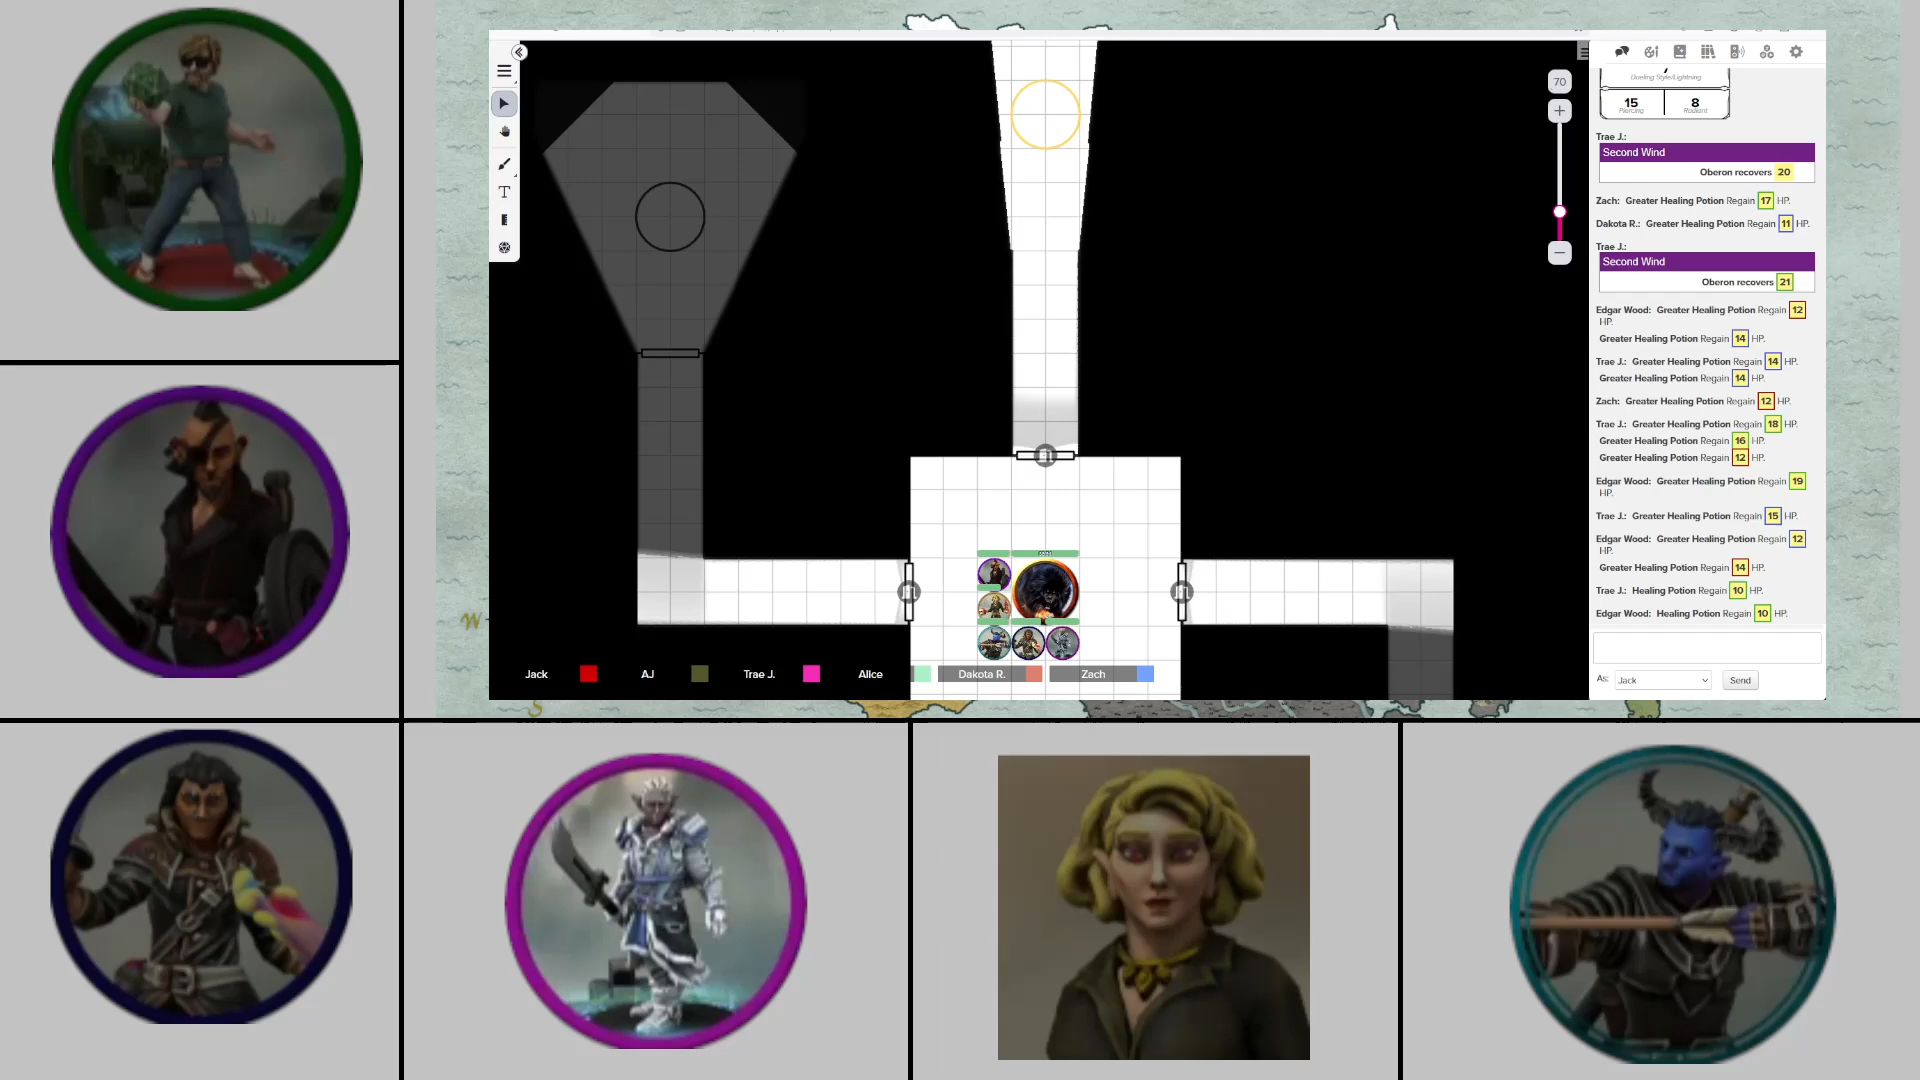 70
7
Dueling Style/Lightning
15 8
Piercing Radiant
Trae J.:
Second Wind
Oberon recovers 20
Zach: Greater Healing Potion Regain 17 HP.
Dakota R.: Greater Healing Potion Regain 11 HP.
Trae J.:
Second Wind
Oberon recovers 21
Edgar Wood: Greater Healing Potion Regain 12
HP.
Greater Healing Potion Regain 14 HP.
Trae J.: Greater Healing Potion Regain 14 HP.
Greater Healing Potion Regain 14 HP.
Zach: Greater Healing Potion Regain 12 HP.
Trae J.: Greater Healing Potion Regain 18 HP.
Greater Healing Potion Regain 16 HP.
Greater Healing Potion Regain 12 HP.
Edgar Wood: Greater Healing Potion Regain 19
HP.
Trae J.: Greater Healing Potion Regain 15 HP.
Edgar Wood: Greater Healing Potion Regain 12
HP.
Greater Healing Potion Regain 14 HP.
Trae J.: Healing Potion Regain 10 HP.
Edgar Wood: Healing Potion Regain 10 HP.
As: Jack Send
Jack AJ Trae J. Alice Dakota R. Zach
T
W
S